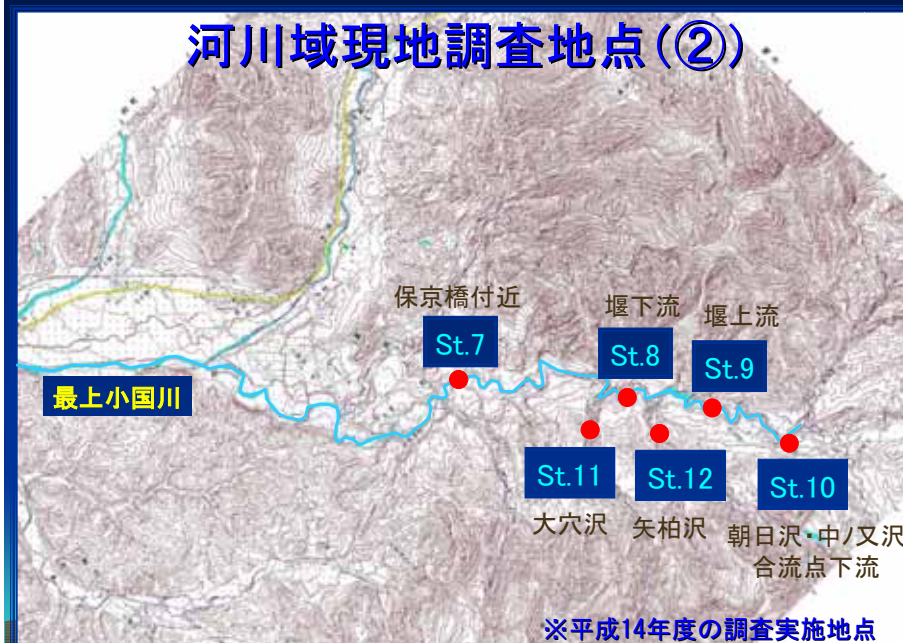 河川域現地調査地点(②)
保京橋付近
St.7
堰下流
St.8
堰上流
St.9
最上小国川
St.11
大穴沢
St.12
矢柏沢
St.10
朝日沢・中ノ又沢
合流点下流
※平成14年度の調査実施地点